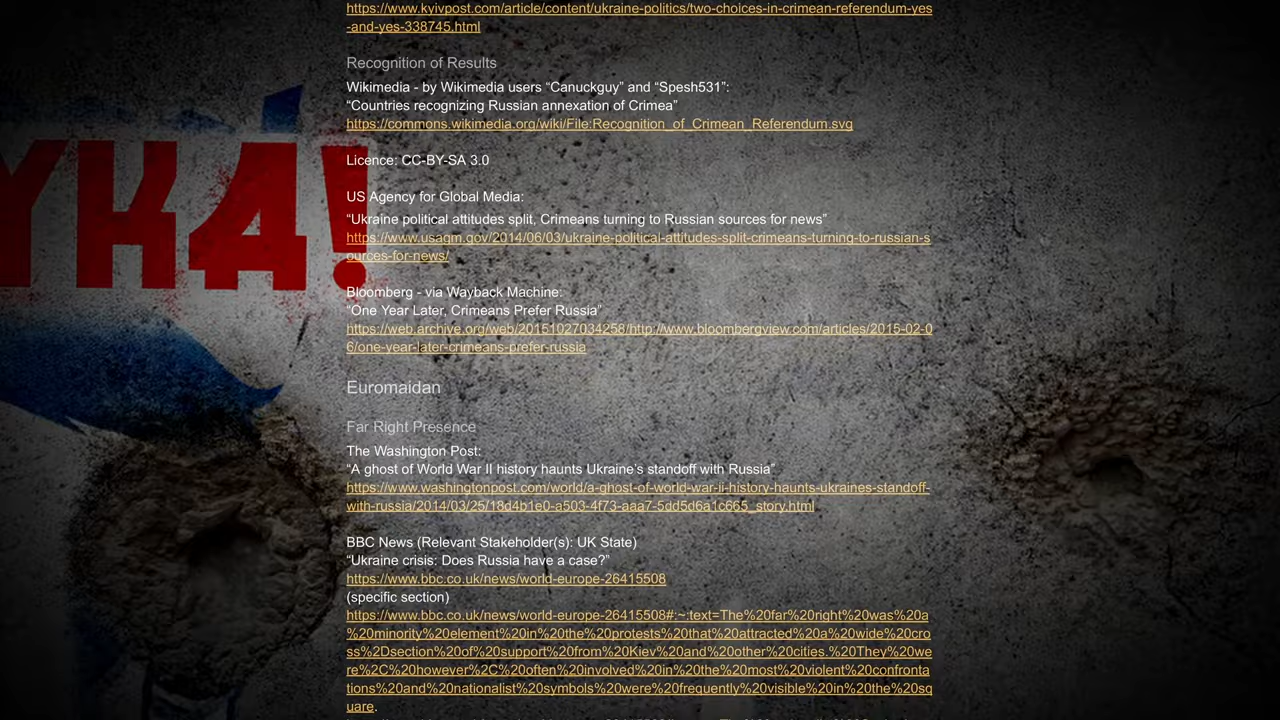 https://www.kyivpost.com/article/content/ukraine-politics/two-choices-in-crimean-referendum-yes
-and-yes-338745.html
Recognition of Results
Wikimedia - by Wikimedia users “Canuckguy” and “Spesh531”:
“Countries recognizing Russian annexation of Crimea”
https://commons.wikimedia.org/wiki/File:Recognition_of_Crimean_Referendum.svg
Licence: CC-BY-SA 3.0
US Agency for Global Media:
“Ukraine political attitudes split, Crimeans turning to Russian sources for news”
https://www.usagm.gov/2014/06/03/ukraine-political-attitudes-split-crimeans-turning-to-russian-s
ources-for-news/
Bloomberg - via Wayback Machine:
“One Year Later, Crimeans Prefer Russia”
https://web.archive.org/web/20151027034258/http://www.bloombergview.com/articles/2015-02-0
6/one-year-later-crimeans-prefer-russia
Euromaidan
Far Right Presence
The Washington Post:
“A ghost of World War II history haunts Ukraine’s standoff with Russia”
https://www.washingtonpost.com/world/a-ghost-of-world-war-ii-history-haunts-ukraines-standoff-
with-russia/2014/03/25/18d4b1e0-a503-4f73-aaa7-5dd5d6a1c665_story.html
BBC News (Relevant Stakeholder(s): UK State)
“Ukraine crisis: Does Russia have a case?”
https://www.bbc.co.uk/news/world-europe-26415508
(specific section)
https://www.bbc.co.uk/news/world-europe-26415508#:~:text=The%20far%20right%20was%20a
%20minority%20element%20in%20the%20protests%20that%20attracted%20a%20wide%20cro
ss%2Dsection%20of%20support%20from%20Kiev%20and%20other%20cities.%20They%20we
re%2C%20however%2C%20often%20involved%20in%20the%20most%20violent%20confronta
tions%20and%20nationalist%20symbols%20were%20frequently%20visible%20in%20the%20sq
uare.
УКА!